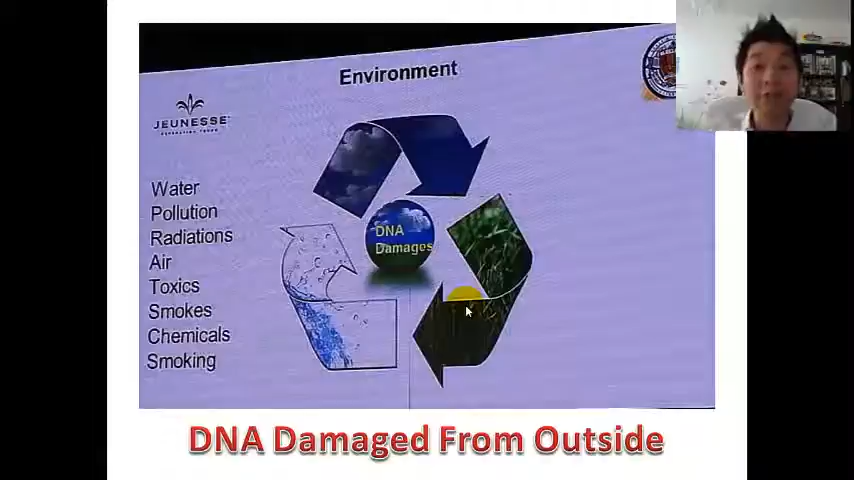 Environment
JEUNESSE
Water
Pollution
Radiations
Air
Toxics
Smokes
Chemicals
Smoking
DNA
Damages
DNA Damaged From Outside